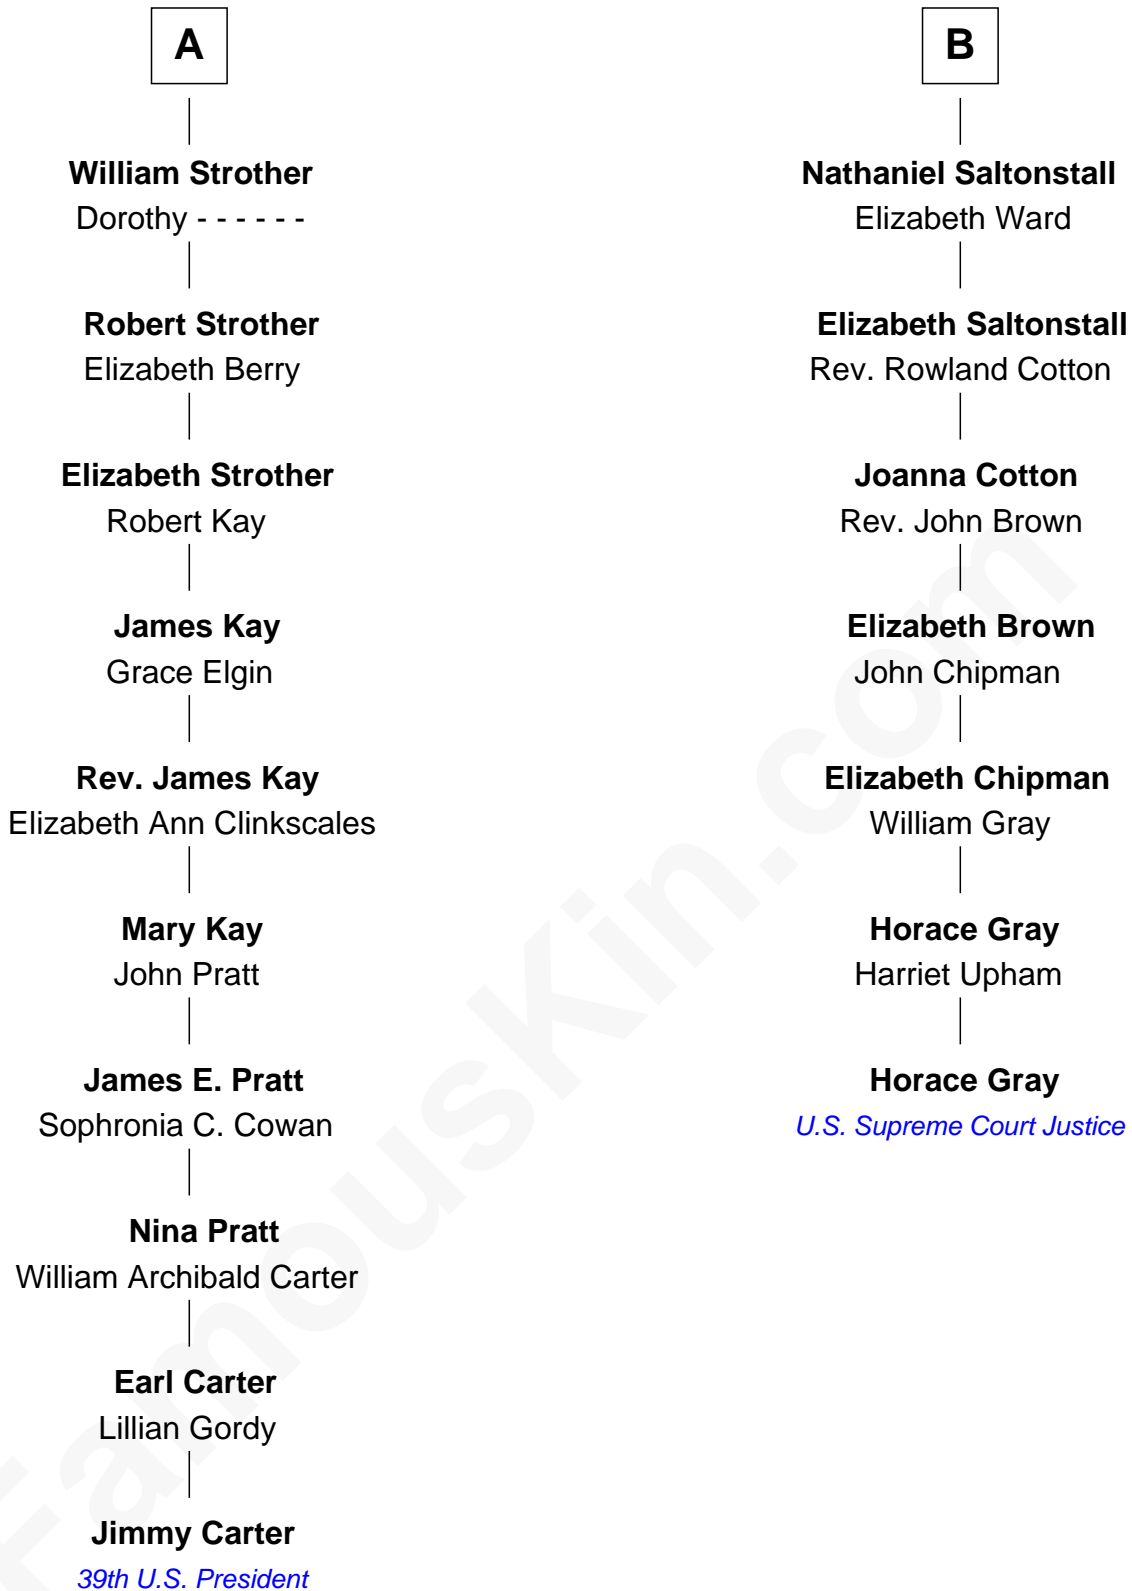 A
William Strother
Dorothy - - - - - -
Robert Strother
Elizabeth Berry
Elizabeth Strother
Robert Kay
James Kay
Grace Elgin
Rev. James Kay
Elizabeth Ann Clinkscales
Mary Kay
John Pratt
James E. Pratt
Sophronia C. Cowan
Nina Pratt
William Archibald Carter
Earl Carter
Lillian Gordy
Jimmy Carter
39th U.S. President
B
Nathaniel Saltonstall
Elizabeth Ward
Elizabeth Saltonstall
Rev. Rowland Cotton
Joanna Cotton
Rev. John Brown
Elizabeth Brown
John Chipman
Elizabeth Chipman
William Gray
Horace Gray
Harriet Upham
Horace Gray
U.S. Supreme Court Justice
FamousKin.com